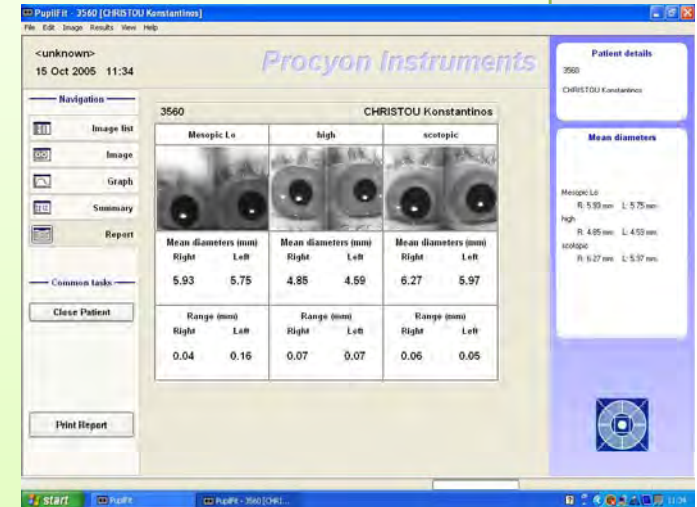 PupilFit - 3560 [CHRISTOU Konstantinos]
File Edit Image Results View Help
<unknown>
15 Oct 2005 11:34
Procyon Instruments
Navigation
Image list
Image
Graph
Summary
Report
Common tasks
Close Patient
Print Report
3560 CHRISTOU Konstantinos
Mesopic Lo high scotopic
Mean diameters (mm) Mean diameters (mm) Mean diameters (mm)
Right Left Right Left Right Left
5.93 5.75 4.85 4.59 6.27 5.97
Range (mm) Range (mm) Range (mm)
Right Left Right Left Right Left
0.04 0.16 0.07 0.07 0.06 0.05
Patient details
3560
CHRISTOU Konstantinos
Mean diameters
Mesopic Lo
R: 5.93 mm L: 5.75 mm
high
R: 4.85 mm L: 4.59 mm
scotopic
R: 6.27 mm L: 5.97 mm
start PupilFit PupilFit - 3560 [CHRI... 11:34